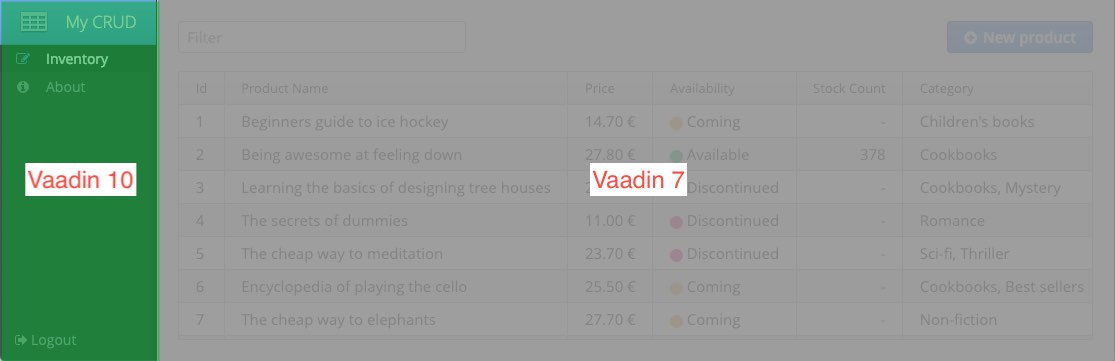 My CRUD
Inventory
About
Vaadin 10
Logout
Filter
New product
Id Product Name Price Availability Stock Count Category
1 Beginners guide to ice hockey 14.70 € Coming - Children's books
2 Being awesome at feeling down 27.80 € Available 378 Cookbooks
Vaadin 7
3 Learning the basics of designing tree houses Discontinued - Cookbooks, Mystery
4 The secrets of dummies 11.00 € Discontinued - Romance
5 The cheap way to meditation 23.70 € Discontinued - Sci-fi, Thriller
6 Encyclopedia of playing the cello 25.50 € Coming - Cookbooks, Best sellers
7 The cheap way to elephants 27.70 € Coming - Non-fiction